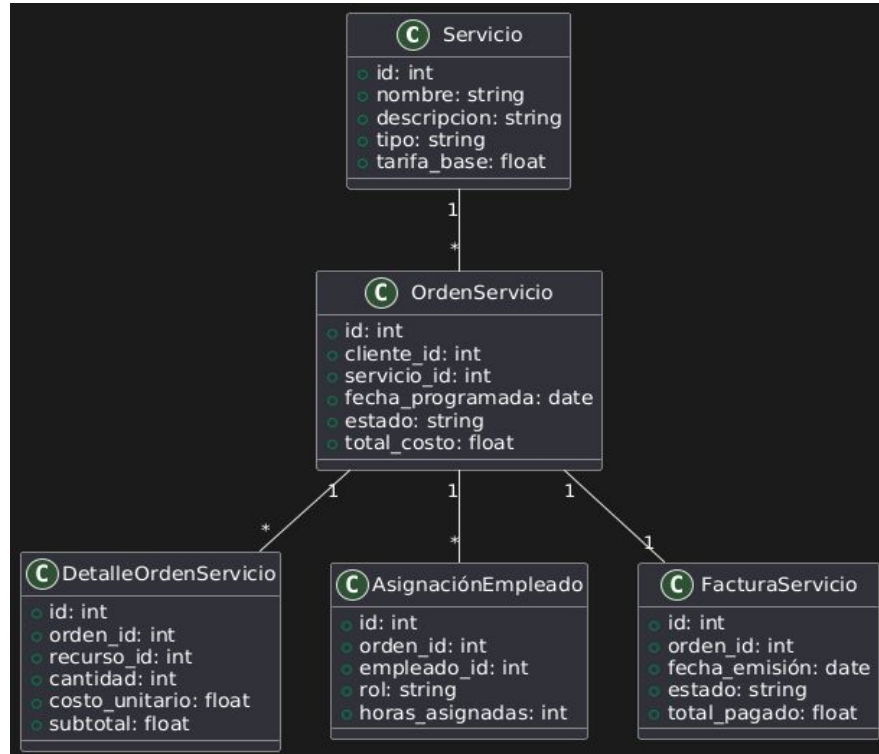 C Servicio
id: int
nombre: string
descripcion: string
tipo: string
tarifa_base: float
1
*
C OrdenServicio
id: int
cliente_id: int
servicio_id: int
fecha_programada: date
estado: string
total_costo: float
1
1
1
*
*
1
C DetalleOrdenServicio
id: int
orden_id: int
recurso_id: int
cantidad: int
costo_unitario: float
subtotal: float
C AsignaciónEmpleado
id: int
orden_id: int
empleado_id: int
rol: string
horas_asignadas: int
C FacturaServicio
id: int
orden_id: int
fecha_emisión: date
estado: string
total_pagado: float